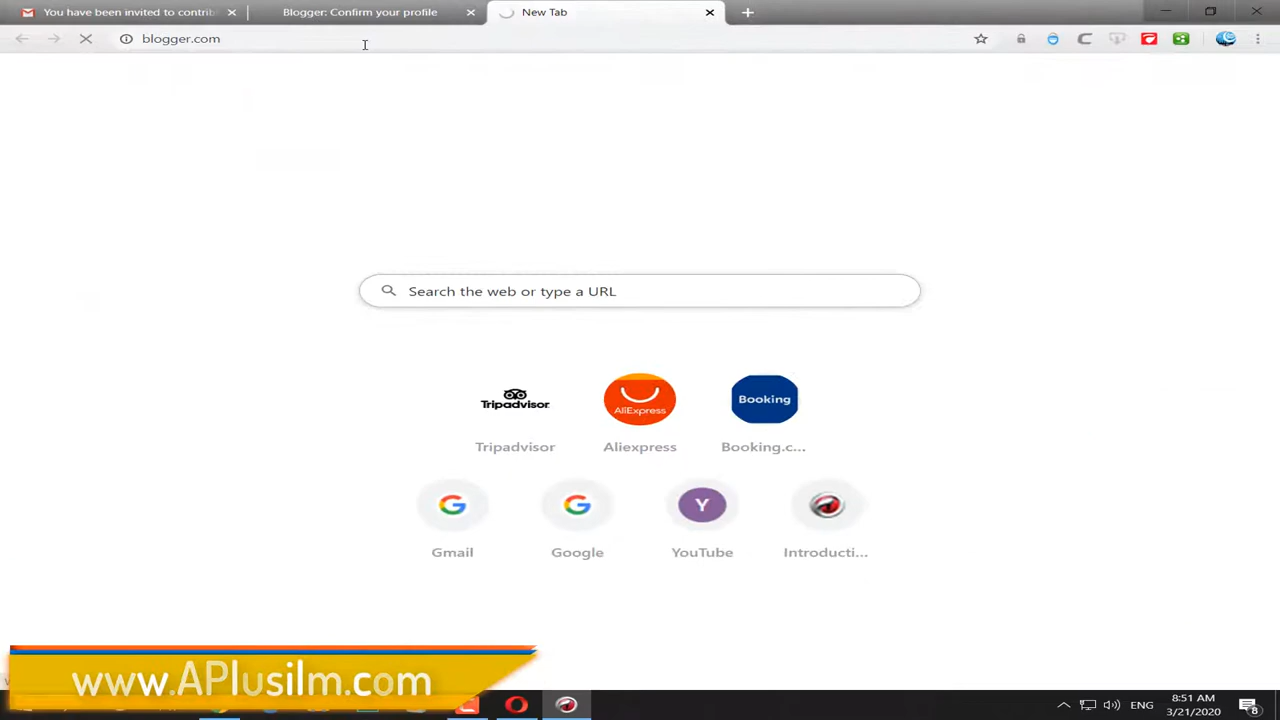 You have been invited to contrib
Blogger: Confirm your profile
New Tab
blogger.com
Search the web or type a URL
Tripadvisor
AliExpress
Booking
Tripadvisor
Aliexpress
Booking.c...
Y
Gmail
Google
YouTube
Introducti...
www.APlusilm.com
ENG
8:51 AM
3/21/2020
8